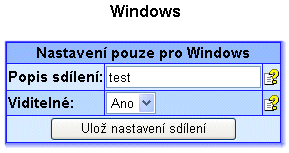 Windows
Nastavení pouze pro Windows
Popis sdílení: test
Viditelné: Ano
Ulož nastavení sdílení